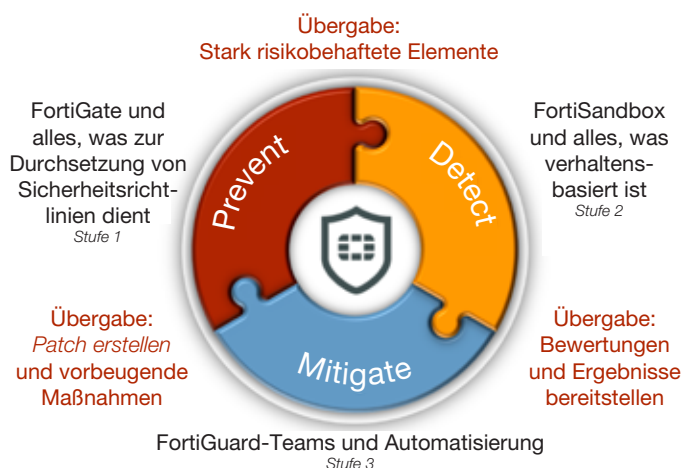 Übergabe:
Stark risikobehaftete Elemente
FortiGate und
alles, was zur
Durchsetzung von
Sicherheitsricht-
linien dient
Stufe 1
Prevent
Detect
FortiSandbox
und alles, was
verhaltens-
basiert ist
Stufe 2
Übergabe:
Patch erstellen
und vorbeugende
Maßnahmen
Mitigate
Übergabe:
Bewertungen
und Ergebnisse
bereitstellen
FortiGuard-Teams und Automatisierung
Stufe 3